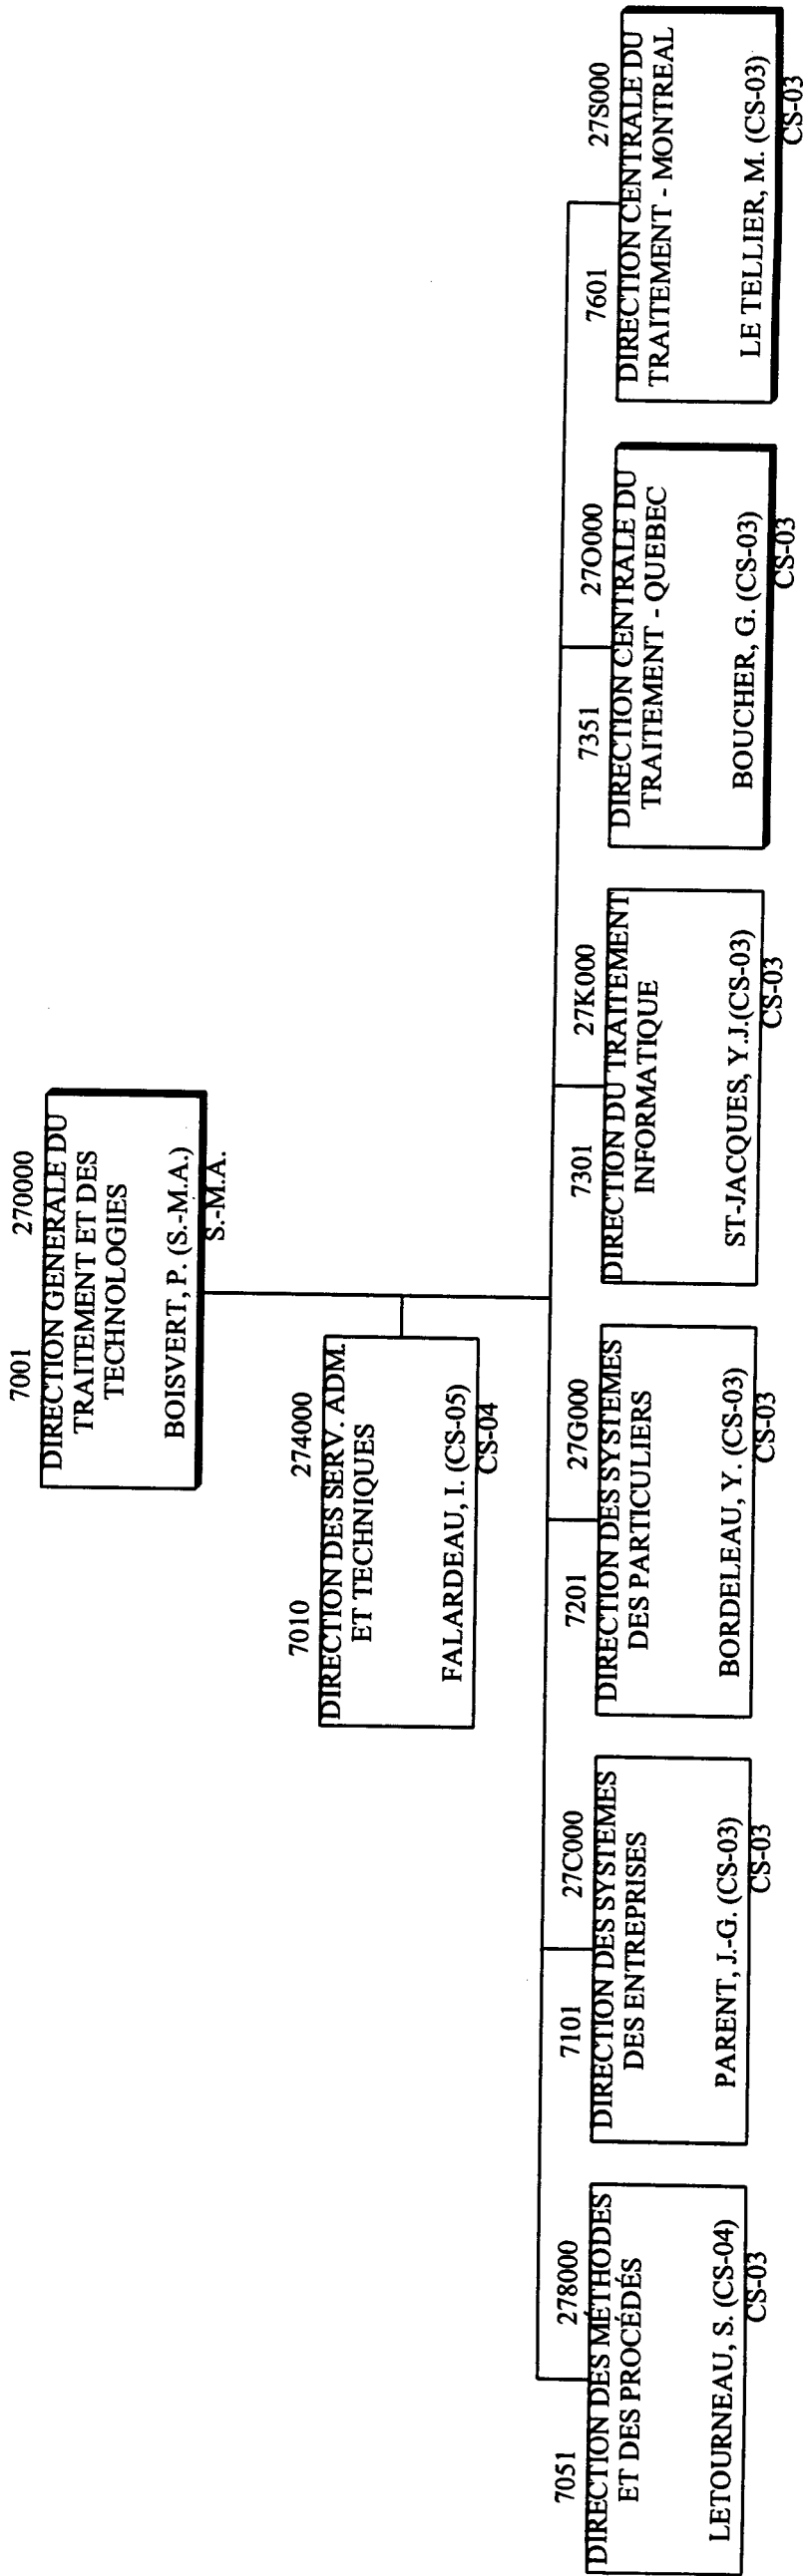 7001 270000
DIRECTION GENERALE DU
TRAITEMENT ET DES
TECHNOLOGIES
BOISVERT, P. (S.-M.A.)
S.-M.A.
7010 274000
DIRECTION DES SERV. ADM.
ET TECHNIQUES
FALARDEAU, I. (CS-05)
CS-04
7051 278000
DIRECTION DES MÉTHODES
ET DES PROCÉDÉS
LETOURNEAU, S. (CS-04)
CS-03
7101 27C000
DIRECTION DES SYSTEMES
DES ENTREPRISES
PARENT, J.-G. (CS-03)
CS-03
7201 27G000
DIRECTION DES SYSTEMES
DES PARTICULIERS
BORDELEAU, Y. (CS-03)
CS-03
7301 27K000
DIRECTION DU TRAITEMENT
INFORMATIQUE
ST-JACQUES, Y.J.(CS-03)
CS-03
7351 27O000
DIRECTION CENTRALE DU
TRAITEMENT - QUEBEC
BOUCHER, G. (CS-03)
CS-03
7601 27S000
DIRECTION CENTRALE DU
TRAITEMENT - MONTREAL
LE TELLIER, M. (CS-03)
CS-03